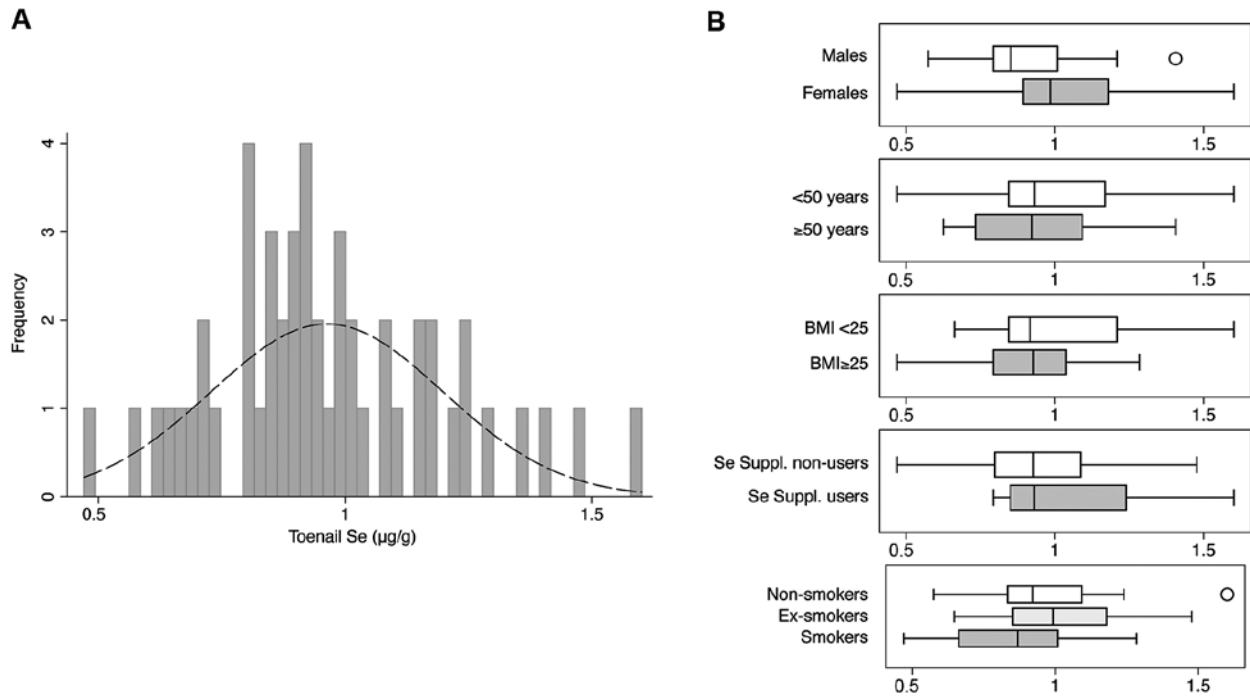 A
Frequency
4
3
2
1
0
0.5 1 1.5
Toenail Se (µg/g)
B
Males
Females
0.5 1 1.5
<50 years
≥50 years
0.5 1 1.5
BMI <25
BMI≥25
0.5 1 1.5
Se Suppl. non-users
Se Suppl. users
0.5 1 1.5
Non-smokers
Ex-smokers
Smokers
0.5 1 1.5